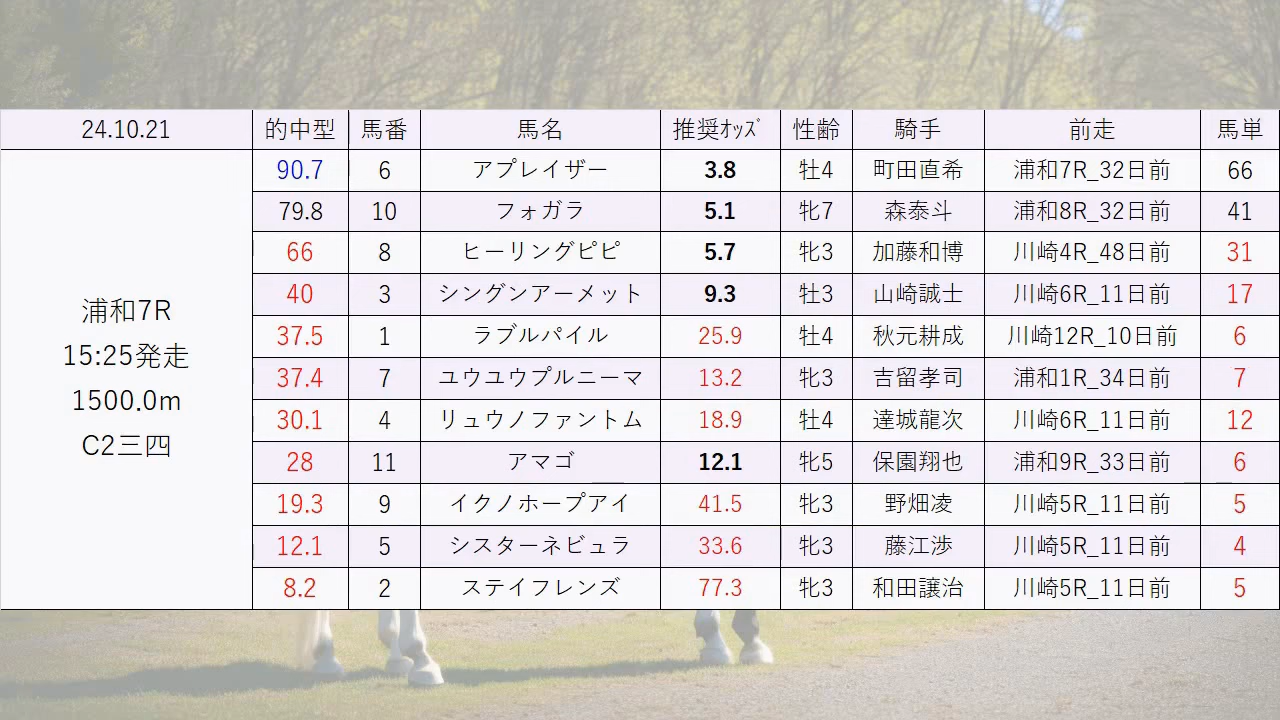 24.10.21 的中型 馬番 馬名 推奨ｵｯｽﾞ 性齢 騎手 前走 馬単
浦和7R
15:25発走
1500.0m
C2三四
90.7 6 アプレイザー 3.8 牡4 町田直希 浦和7R_32日前 66
79.8 10 フォガラ 5.1 牝7 森泰斗 浦和8R_32日前 41
66 8 ヒーリングピピ 5.7 牝3 加藤和博 川崎4R_48日前 31
40 3 シングンアーメット 9.3 牡3 山崎誠士 川崎6R_11日前 17
37.5 1 ラブルパイル 25.9 牡4 秋元耕成 川崎12R_10日前 6
37.4 7 ユウユウプルニーマ 13.2 牝3 吉留孝司 浦和1R_34日前 7
30.1 4 リュウノファントム 18.9 牡4 達城龍次 川崎6R_11日前 12
28 11 アマゴ 12.1 牝5 保園翔也 浦和9R_33日前 6
19.3 9 イクノホープアイ 41.5 牝3 野畑凌 川崎5R_11日前 5
12.1 5 シスターネビュラ 33.6 牝3 藤江渉 川崎5R_11日前 4
8.2 2 ステイフレンズ 77.3 牝3 和田譲治 川崎5R_11日前 5